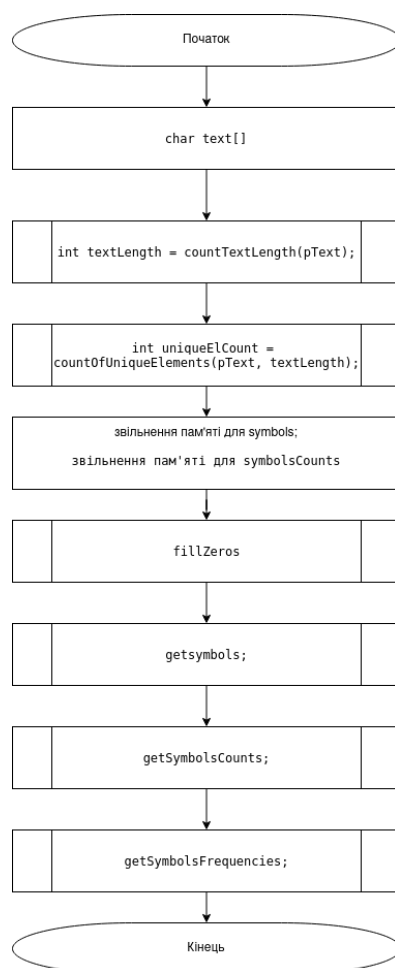 Початок
char text[]
int textLength = countTextLength(pText);
int uniqueElCount =
countOfUniqueElements(pText, textLength);
звільнення пам'яті для symbols;
звільнення пам'яті для symbolsCounts
fillZeros
getsymbols;
getSymbolsCounts;
getSymbolsFrequencies;
Кінець